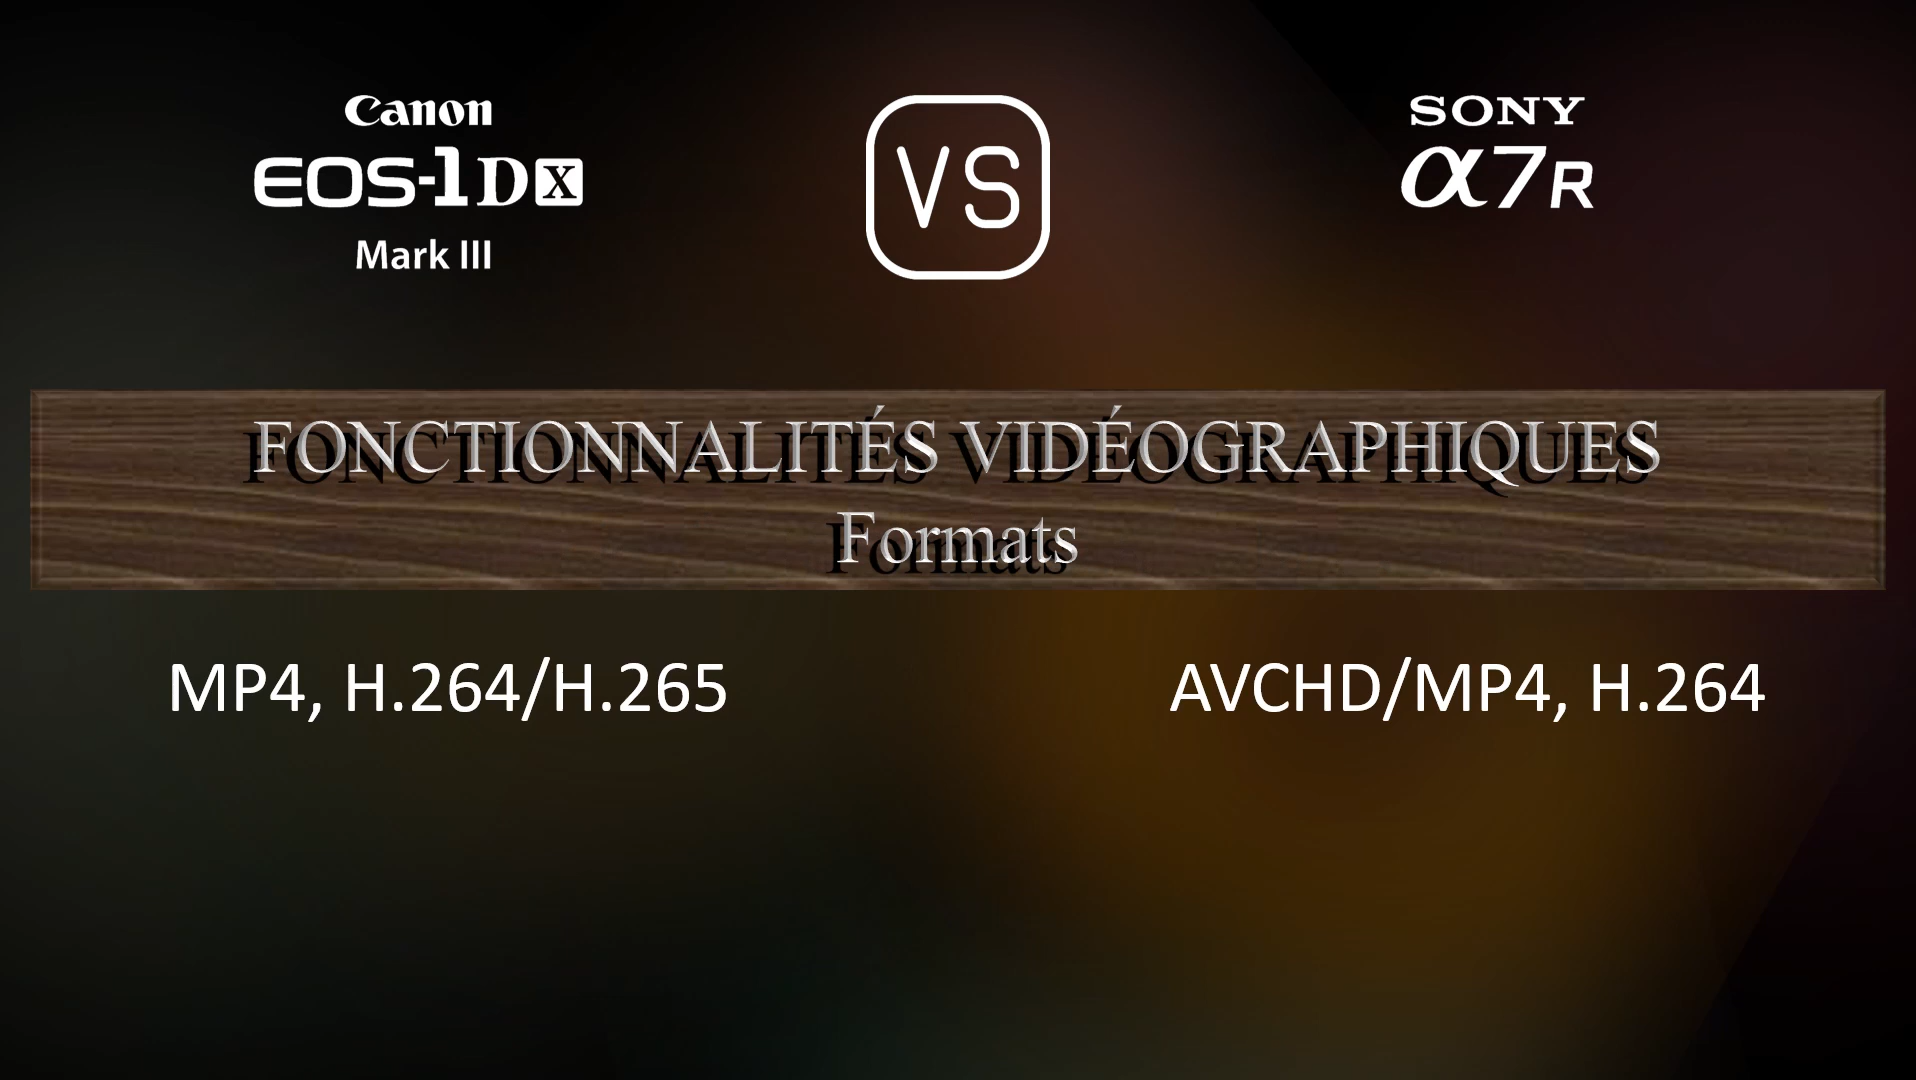 Canon
EOS-1DX
Mark III
VS
SONY
α7R
FONCTIONNALITÉS VIDÉOGRAPHIQUES
Formats
MP4, H.264/H.265
AVCHD/MP4, H.264